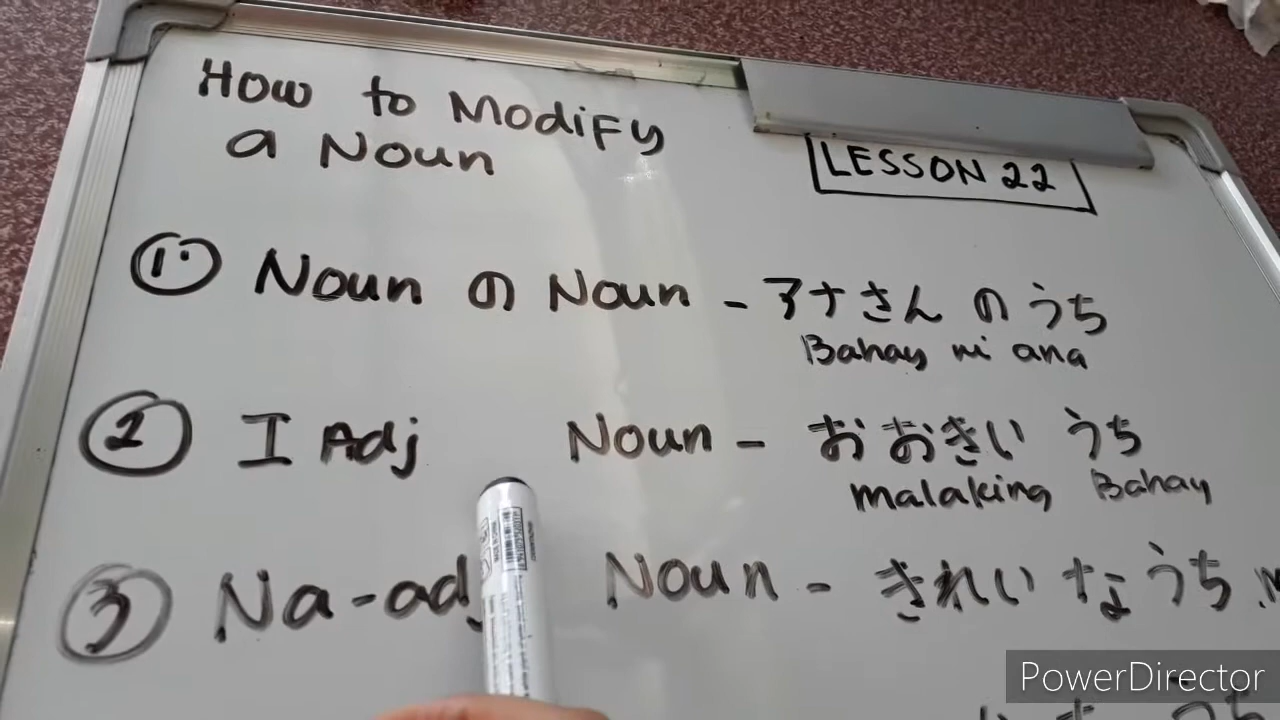 How to Modify
a Noun
LESSON 22
1. Noun の Noun - アナさん のうち
Bahay ni ana
2 I Adj Noun - おおきい うち
malaking Bahay
3 Na-adj Noun - きれい な うち
PowerDirector